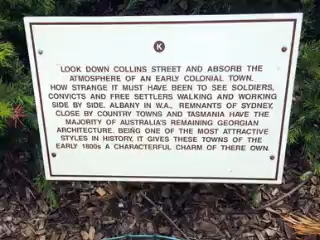 K
LOOK DOWN COLLINS STREET AND ABSORB THE
ATMOSPHERE OF AN EARLY COLONIAL TOWN.
HOW STRANGE IT MUST HAVE BEEN TO SEE SOLDIERS,
CONVICTS AND FREE SETTLERS WALKING AND WORKING
SIDE BY SIDE. ALBANY IN W.A., REMNANTS OF SYDNEY,
CLOSE BY COUNTRY TOWNS AND TASMANIA HAVE THE
MAJORITY OF AUSTRALIA'S REMAINING GEORGIAN
ARCHITECTURE. BEING ONE OF THE MOST ATTRACTIVE
STYLES IN HISTORY, IT GIVES THESE TOWNS OF THE
EARLY 1800s A CHARACTERFUL CHARM OF THERE OWN.